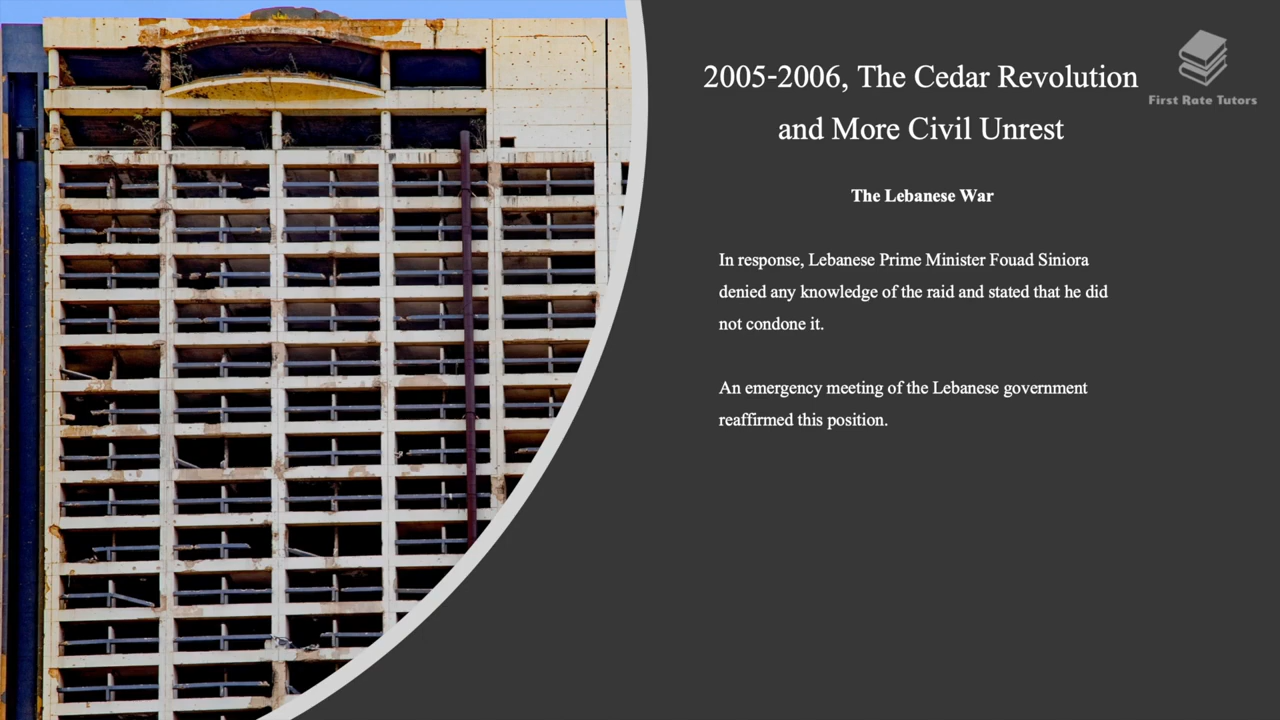 2005-2006, The Cedar Revolution
and More Civil Unrest
First Rate Tutors
The Lebanese War
In response, Lebanese Prime Minister Fouad Siniora
denied any knowledge of the raid and stated that he did
not condone it.
An emergency meeting of the Lebanese government
reaffirmed this position.